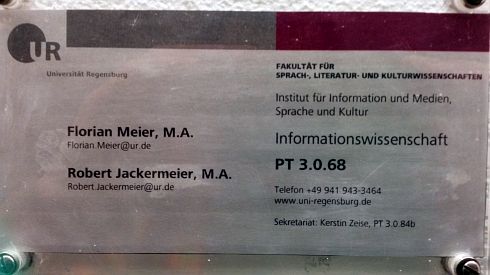 UR
Universität Regensburg
Florian Meier, M.A.
Florian.Meier@ur.de
Robert Jackermeier, M.A.
Robert.Jackermeier@ur.de
FAKULTÄT FÜR
SPRACH-, LITERATUR- UND KULTURWISSENSCHAFTEN
Institut für Information und Medien,
Sprache und Kultur
Informationswissenschaft
PT 3.0.68
Telefon +49 941 943-3464
www.uni-regensburg.de
Sekretariat: Kerstin Zeise, PT 3.0.84b